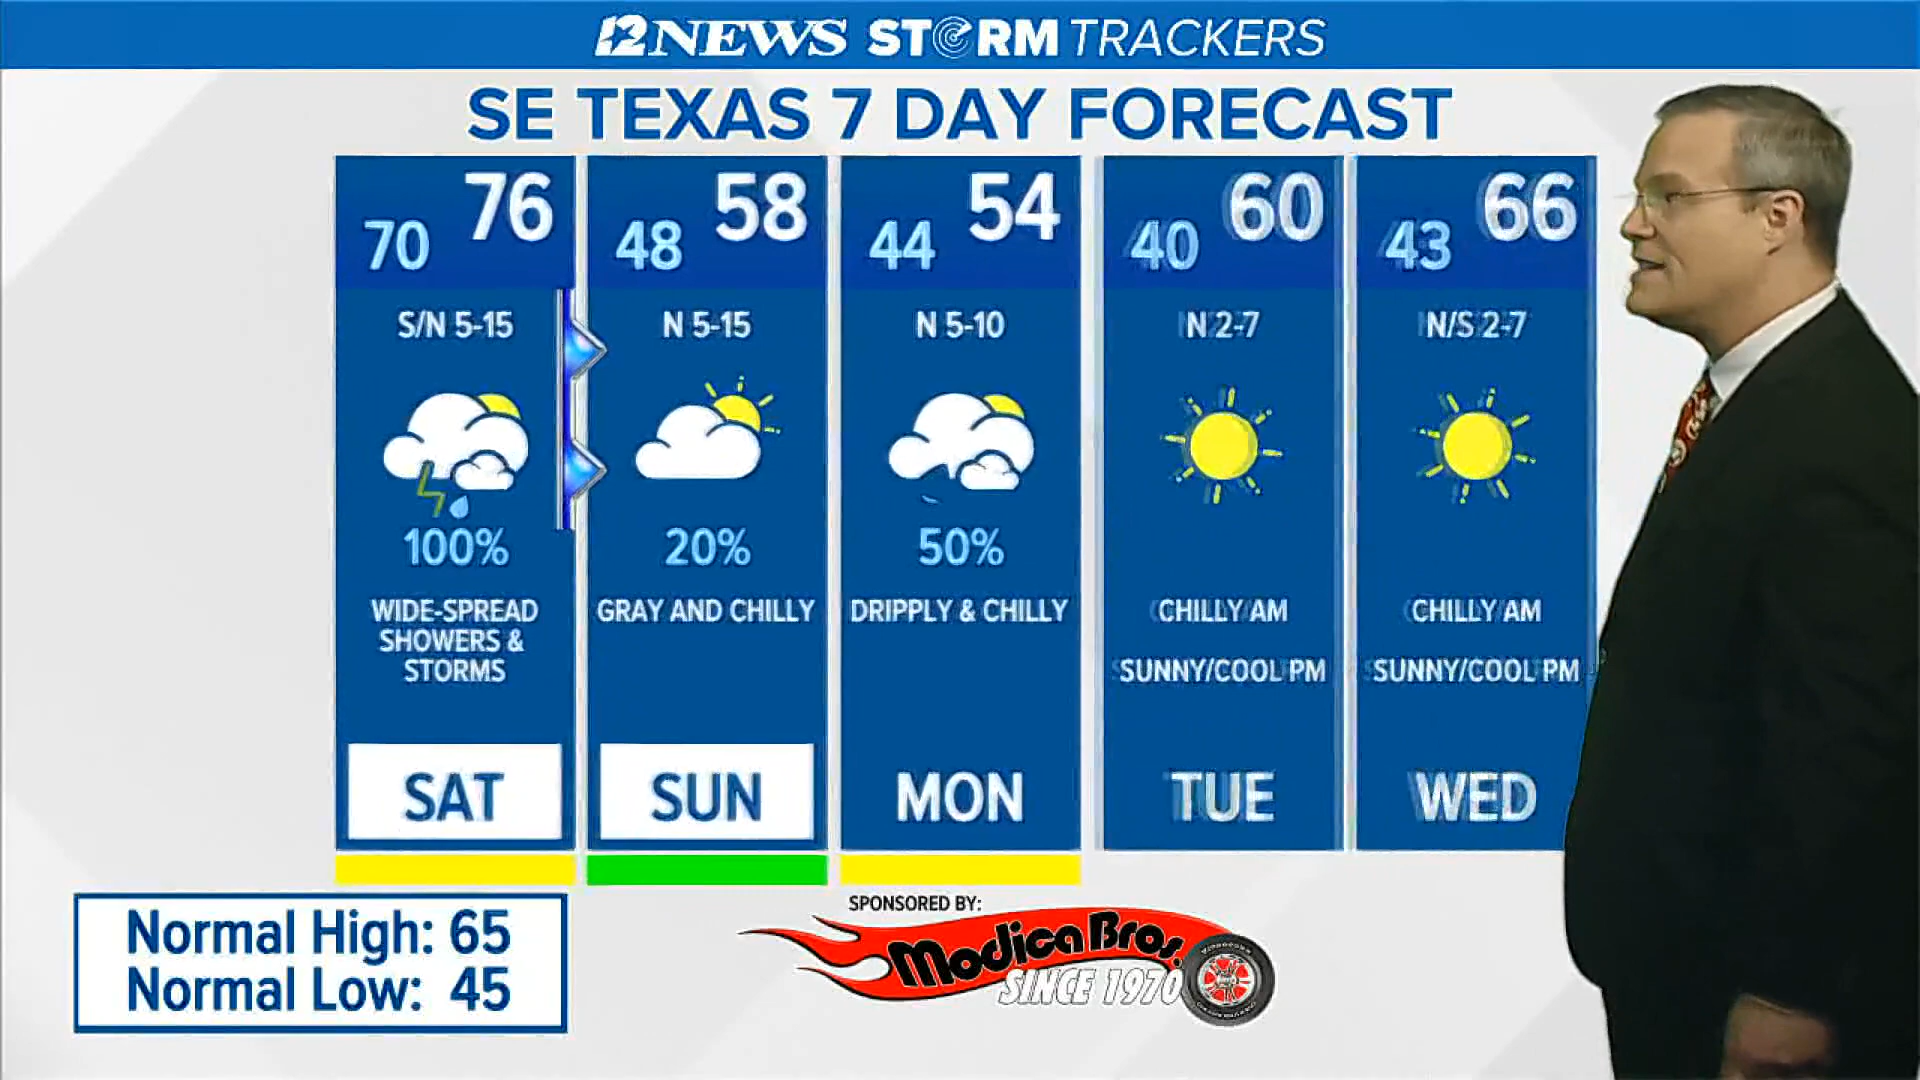 12NEWS STORM TRACKERS
SE TEXAS 7 DAY FORECAST
70 76
S/N 5-15
100%
WIDE-SPREAD
SHOWERS &
STORMS
SAT
48 58
N 5-15
20%
GRAY AND CHILLY
SUN
44 54
N 5-10
50%
DRIPPLY & CHILLY
MON
40 60
N 2-7
CHILLY AM
SUNNY/COOL PM
TUE
43 66
N/S 2-7
CHILLY AM
SUNNY/COOL PM
WED
Normal High: 65
Normal Low: 45
SPONSORED BY:
Modica Bros.
SINCE 1970